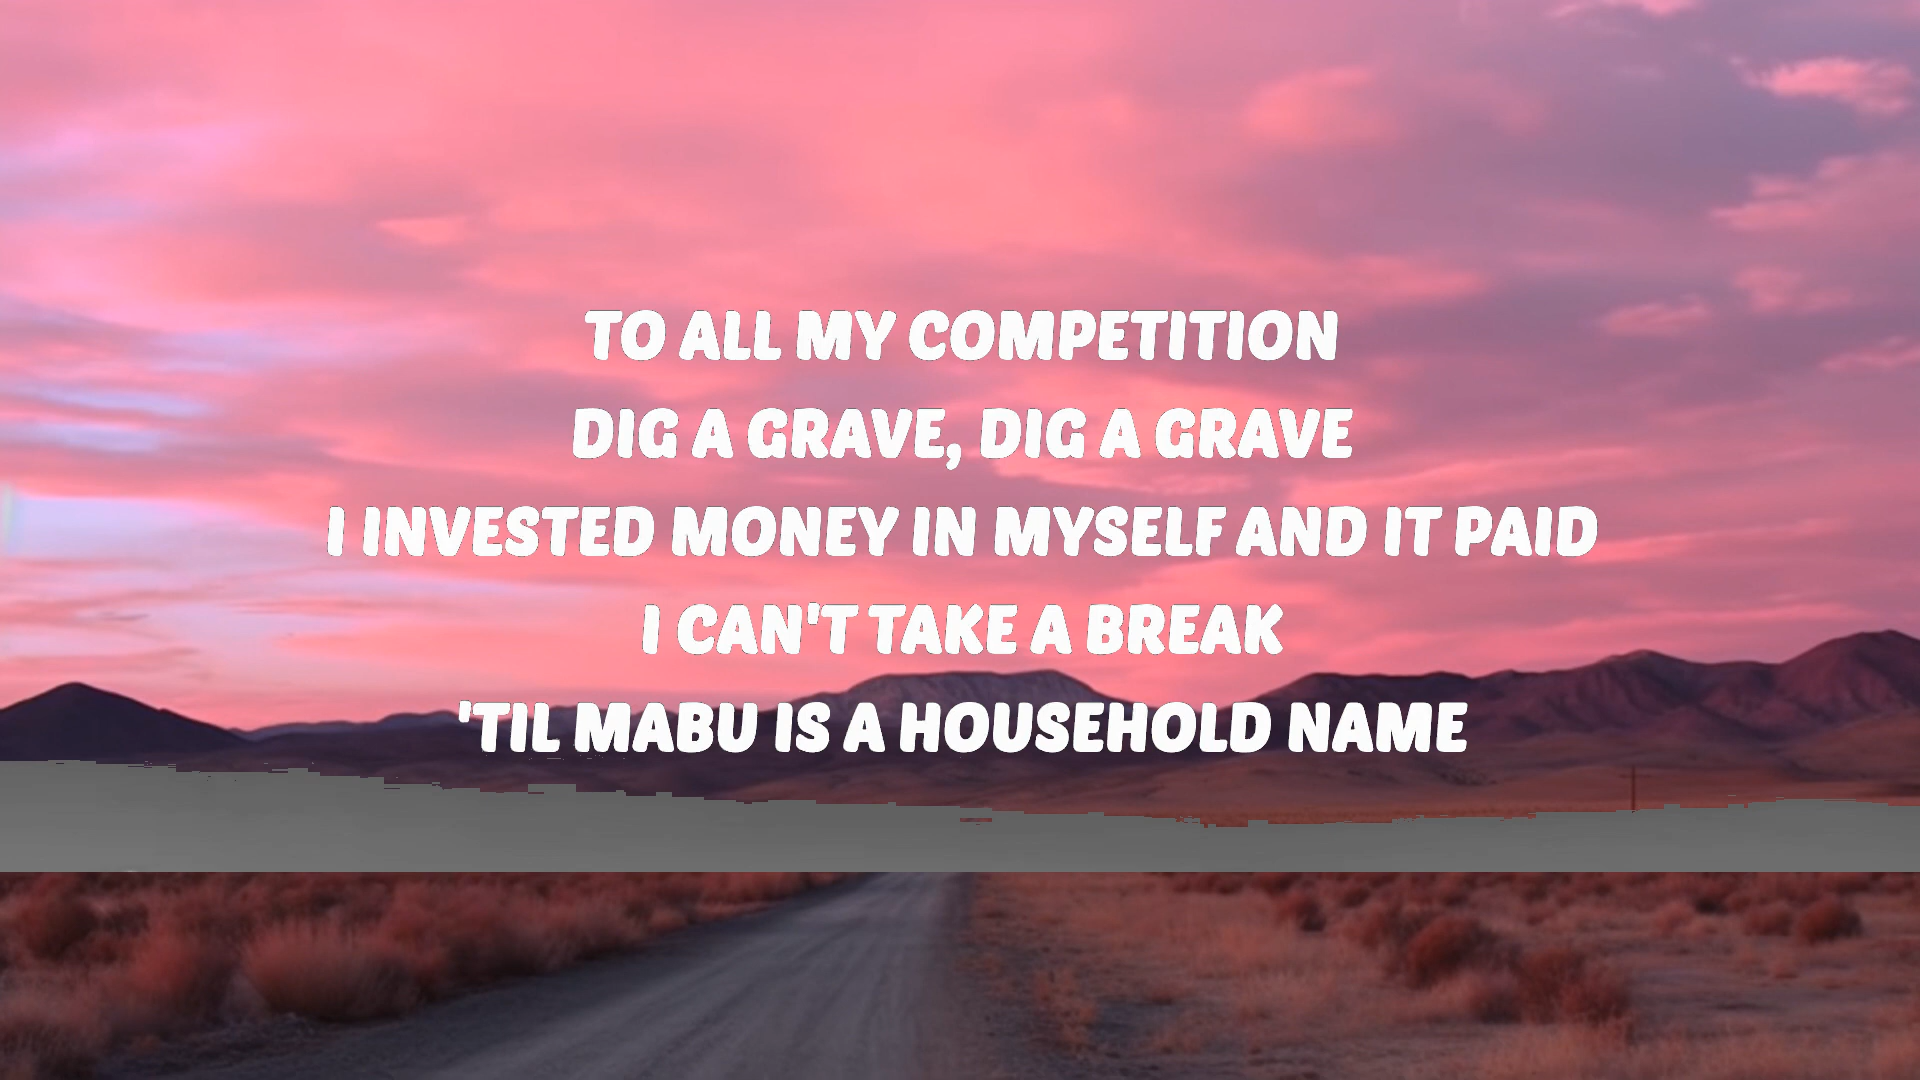 TO ALL MY COMPETITION
DIG A GRAVE, DIG A GRAVE
I INVESTED MONEY IN MYSELF AND IT PAID
I CAN'T TAKE A BREAK
'TIL MABU IS A HOUSEHOLD NAME